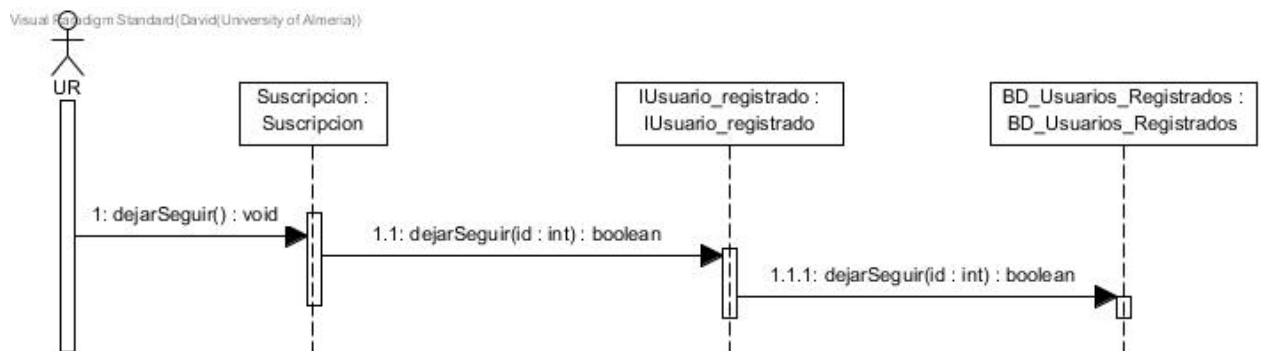 Visual Paradigm Standard(David(University of Almeria))
UR
Suscripcion :
Suscripcion
IUsuario_registrado :
IUsuario_registrado
BD_Usuarios_Registrados :
BD_Usuarios_Registrados
1: dejarSeguir() : void
1.1: dejarSeguir(id : int) : boolean
1.1.1: dejarSeguir(id : int) : boolean